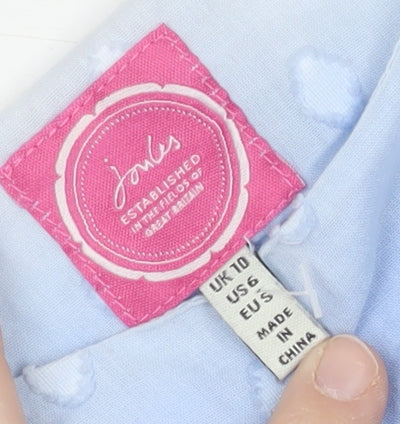 Joules
ESTABLISHED
IN THE FIELDS OF
GREAT BRITAIN
UK 10
US 6
EU S
MADE
IN
CHINA